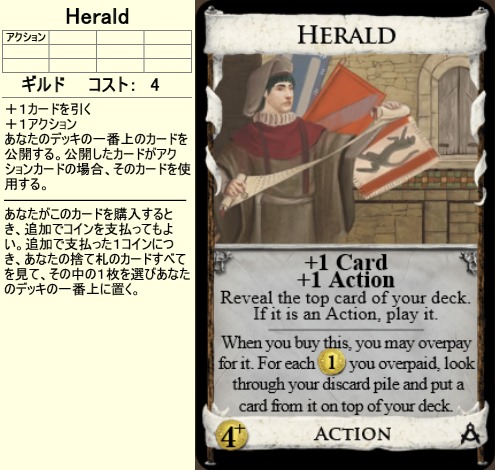 Herald
アクション
ギルド コスト： 4
＋１カードを引く
＋１アクション
あなたのデッキの一番上のカードを
公開する。公開したカードがアク
ションカードの場合、そのカードを使
用する。
あなたがこのカードを購入すると
き、追加でコインを支払ってもよ
い。追加で支払った１コインにつ
き、あなたの捨て札のカードすべて
を見て、その中の１枚を選びあなた
のデッキの一番上に置く。
HERALD
+1 Card
+1 Action
Reveal the top card of your deck.
If it is an Action, play it.
When you buy this, you may overpay
for it. For each 1 you overpaid, look
through your discard pile and put a
card from it on top of your deck.
4+ ACTION